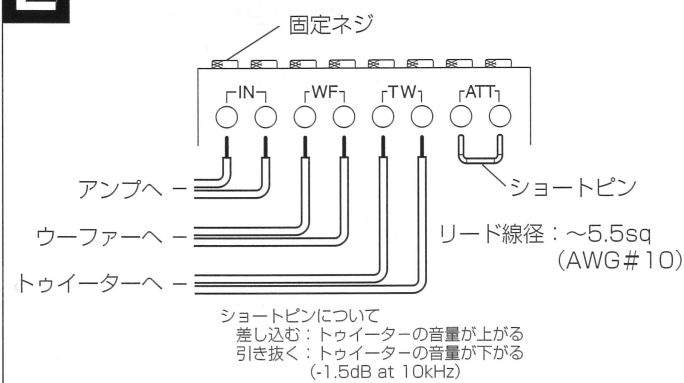 固定ネジ
IN WF TW ATT
アンプへ
ショートピン
ウーファーへ
リード線径：～5.5sq
（AWG#10）
トゥイーターへ
ショートピンについて
差し込む：トゥイーターの音量が上がる
引き抜く：トゥイーターの音量が下がる
（-1.5dB at 10kHz）